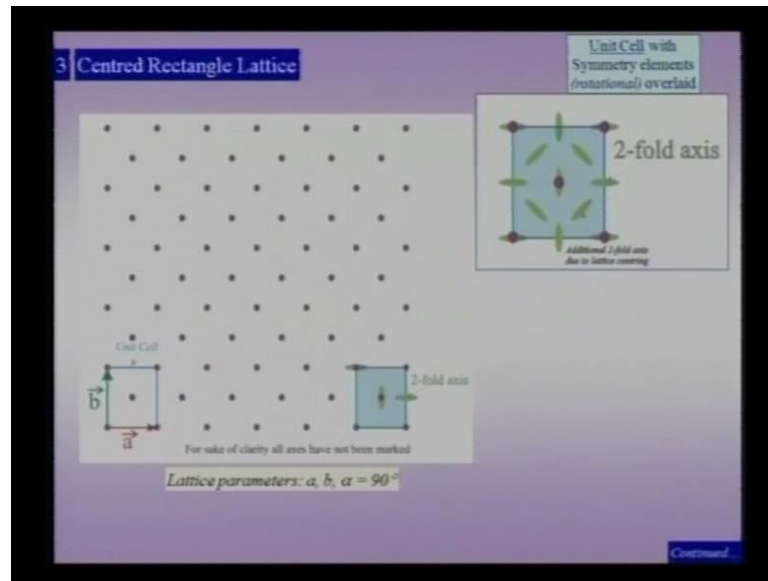 3 Centred Rectangle Lattice
Unit Cell with
Symmetry elements
(rotational) overlaid
2-fold axis
Additional 2-fold axis
due to lattice centring
Unit Cell
b
a
2-fold axis
For sake of clarity all axes have not been marked
Lattice parameters: a, b, α = 90°
Continued...